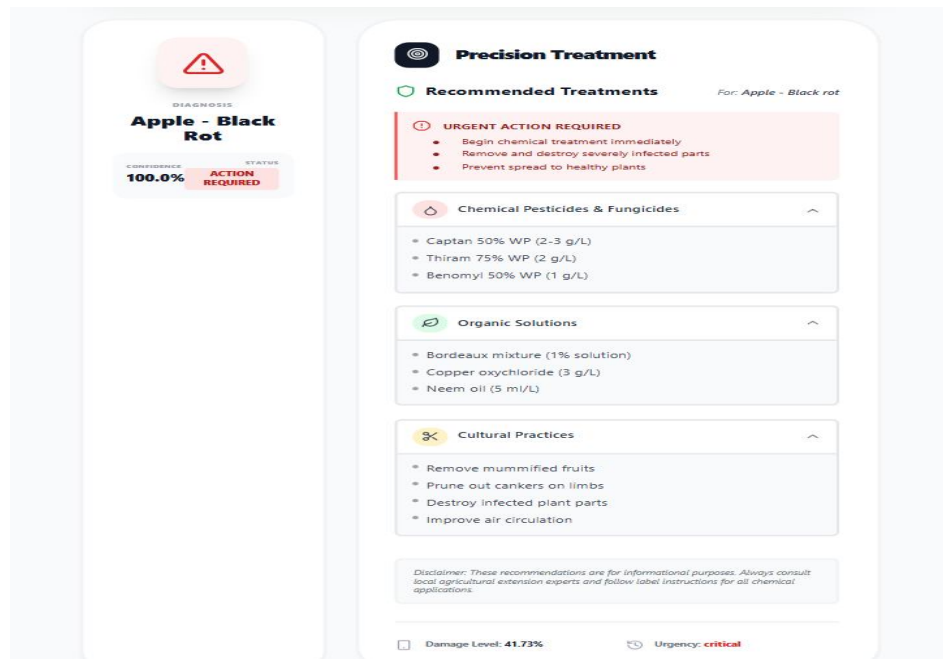 DIAGNOSIS
Apple - Black
Rot
CONFIDENCE
100.0%
STATUS
ACTION
REQUIRED
Precision Treatment
Recommended Treatments
For: Apple - Black rot
URGENT ACTION REQUIRED
Begin chemical treatment immediately
Remove and destroy severely infected parts
Prevent spread to healthy plants
Chemical Pesticides & Fungicides
Captan 50% WP (2-3 g/L)
Thiram 75% WP (2 g/L)
Benomyl 50% WP (1 g/L)
Organic Solutions
Bordeaux mixture (1% solution)
Copper oxychloride (3 g/L)
Neem oil (5 ml/L)
Cultural Practices
Remove mummified fruits
Prune out cankers on limbs
Destroy infected plant parts
Improve air circulation
Disclaimer: These recommendations are for informational purposes. Always consult
local agricultural extension experts and follow label instructions for all chemical
applications.
Damage Level: 41.73%
Urgency: critical